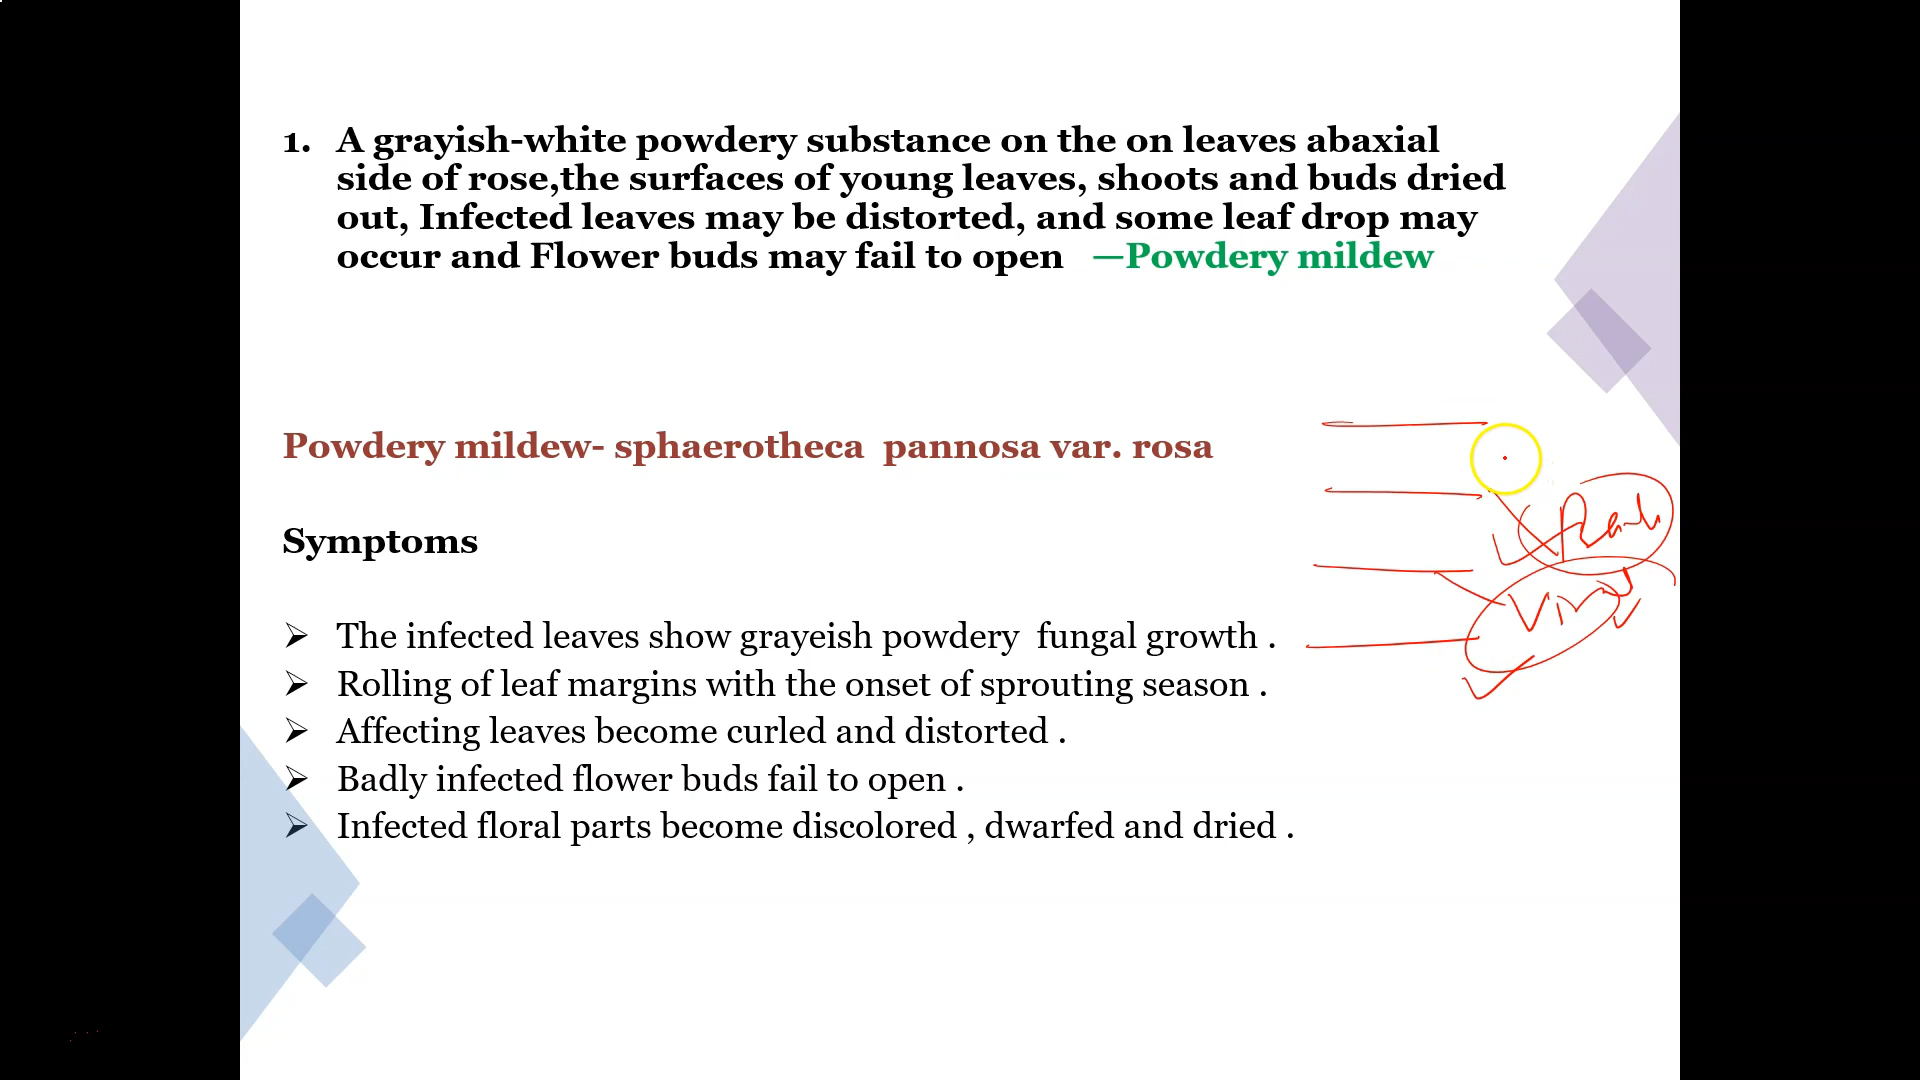 1. A grayish-white powdery substance on the on leaves abaxial
side of rose,the surfaces of young leaves, shoots and buds dried
out, Infected leaves may be distorted, and some leaf drop may
occur and Flower buds may fail to open —Powdery mildew
Powdery mildew- sphaerotheca pannosa var. rosa
Symptoms
➢ The infected leaves show grayeish powdery fungal growth .
➢ Rolling of leaf margins with the onset of sprouting season .
➢ Affecting leaves become curled and distorted .
➢ Badly infected flower buds fail to open .
➢ Infected floral parts become discolored , dwarfed and dried .
Viral